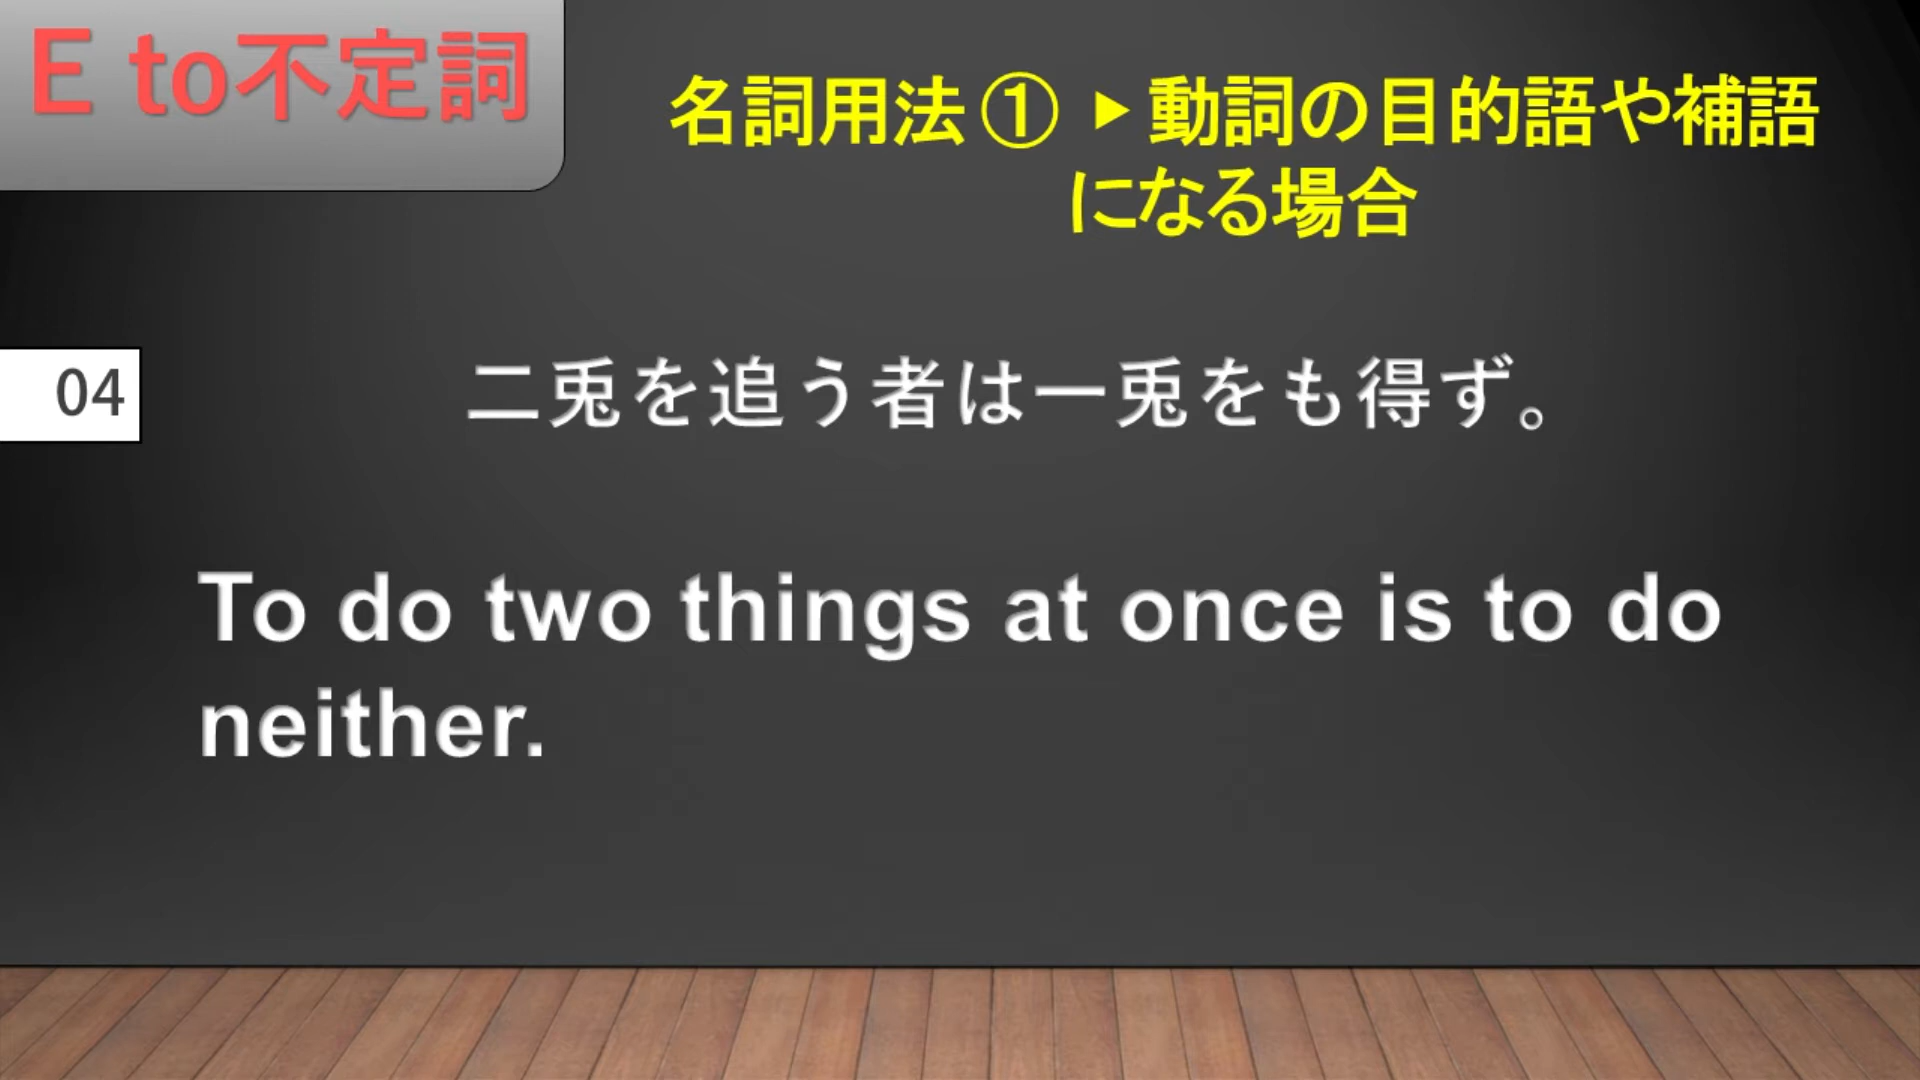 E to不定詞
名詞用法① ▶動詞の目的語や補語
になる場合
04
二兎を追う者は一兎をも得ず。
To do two things at once is to do
neither.